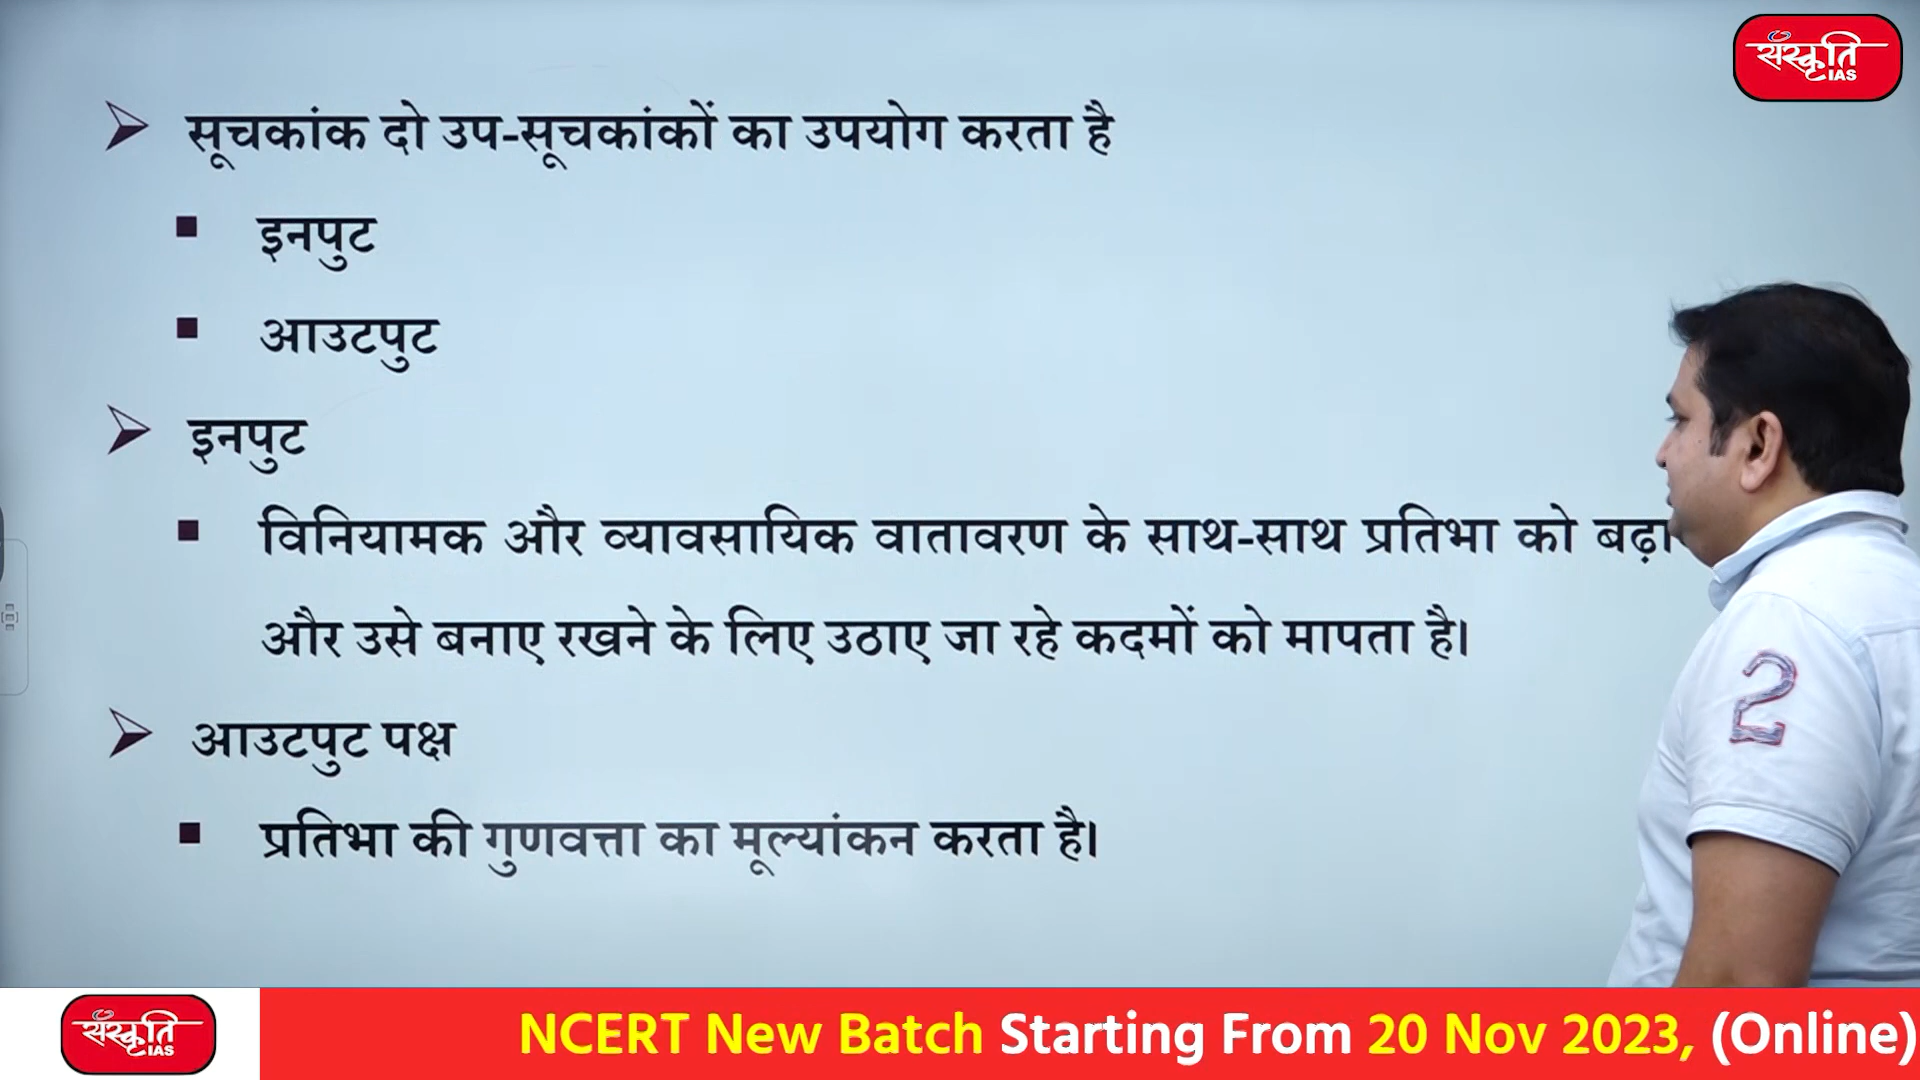 संस्कृति
IAS
सूचकांक दो उप-सूचकांकों का उपयोग करता है
इनपुट
आउटपुट
इनपुट
विनियामक और व्यावसायिक वातावरण के साथ-साथ प्रतिभा को
और उसे बनाए रखने के लिए उठाए जा रहे कदमों को मापता है।
आउटपुट पक्ष
प्रतिभा की गुणवत्ता का मूल्यांकन करता है।
2
संस्कृति
IAS
NCERT New Batch Starting From 20 Nov 2023, (Online)